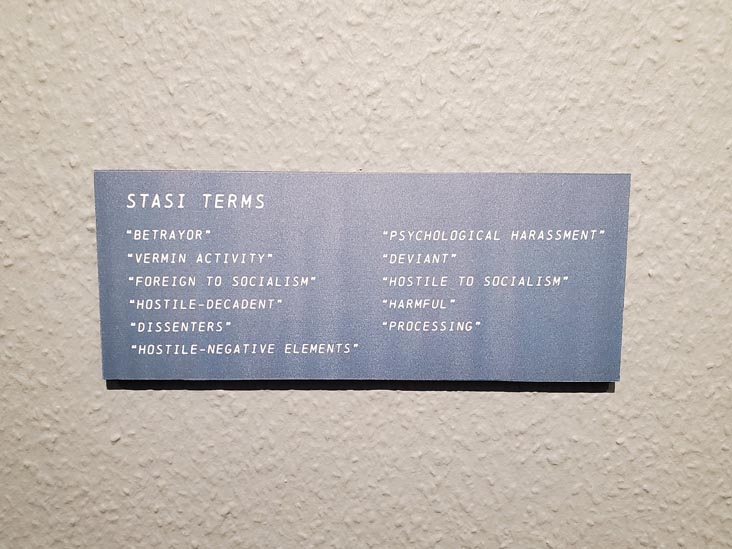 STASI TERMS
"BETRAYOR"
"VERMIN ACTIVITY"
"FOREIGN TO SOCIALISM"
"HOSTILE-DECADENT"
"DISSENTERS"
"HOSTILE-NEGATIVE ELEMENTS"
"PSYCHOLOGICAL HARASSMENT"
"DEVIANT"
"HOSTILE TO SOCIALISM"
"HARMFUL"
"PROCESSING"